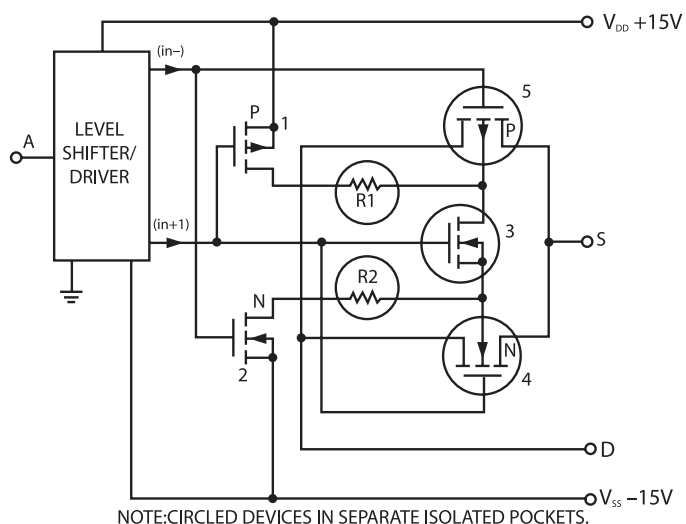 V_DD +15V
(in-)
5
A
P
1
P
LEVEL
SHIFTER/
DRIVER
R1
(in+1)
3
S
R2
N
N
2
4
D
V_SS -15V
NOTE:CIRCLED DEVICES IN SEPARATE ISOLATED POCKETS.